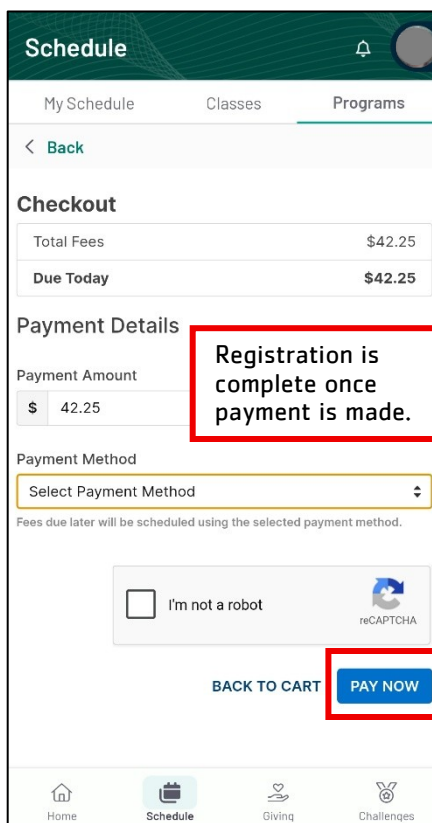 Schedule
My Schedule Classes Programs
< Back
Checkout
Total Fees $42.25
Due Today $42.25
Payment Details
Registration is
complete once
payment is made.
Payment Amount
$ 42.25
Payment Method
Select Payment Method
Fees due later will be scheduled using the selected payment method.
I'm not a robot
reCAPTCHA
BACK TO CART PAY NOW
Home Schedule Giving Challenges